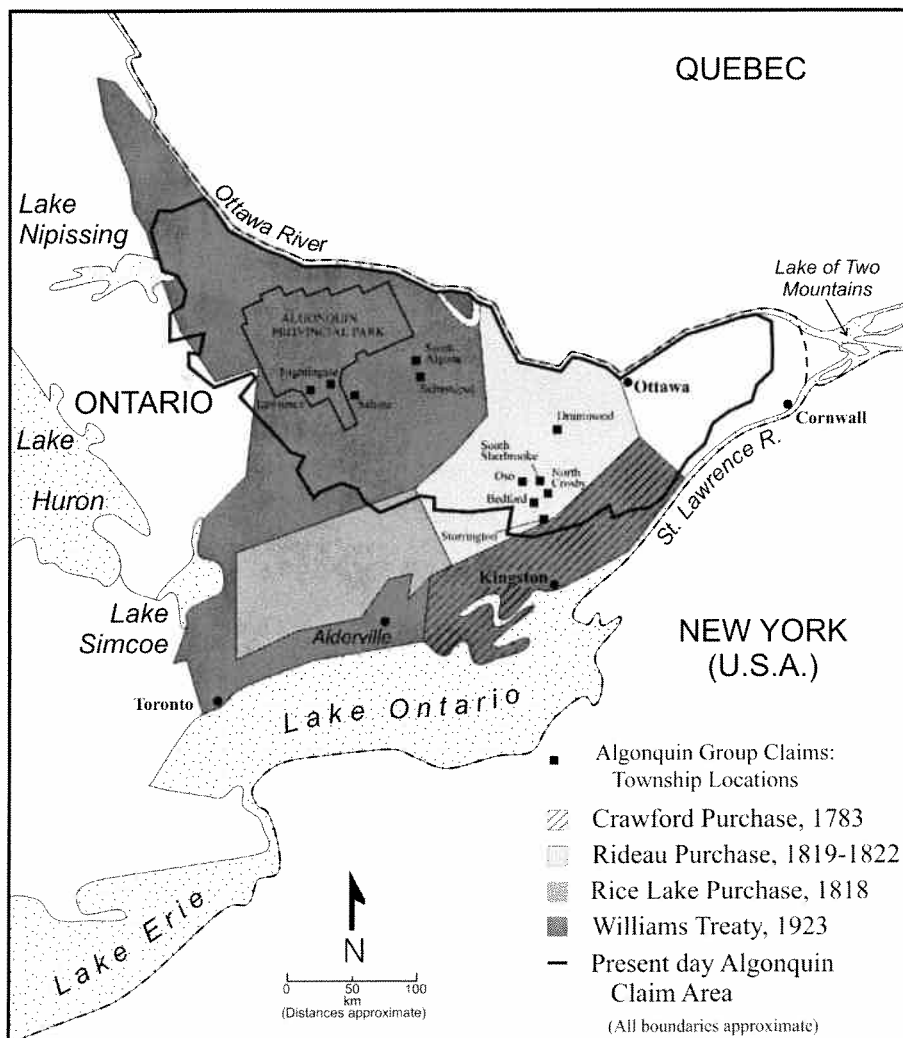 QUEBEC
Lake
Nipissing
Ottawa River
Lake of Two
Mountains
ALGONQUIN
PROVINCIAL PARK
South
Algona
Nightingale
Lawrence
Sabine
Sebastopol
ONTARIO
Ottawa
Cornwall
Drummond
Lake
Huron
South
Sherbrooke
Oso
North
Crosby
Bedford
Storrington
St. Lawrence R.
Kingston
Lake
Simcoe
Alderville
NEW YORK
(U.S.A.)
Toronto
Lake Ontario
Algonquin Group Claims:
Township Locations
Crawford Purchase, 1783
Rideau Purchase, 1819-1822
Rice Lake Purchase, 1818
Williams Treaty, 1923
Present day Algonquin
Claim Area
(All boundaries approximate)
Lake Erie
N
0 50 100
km
(Distances approximate)